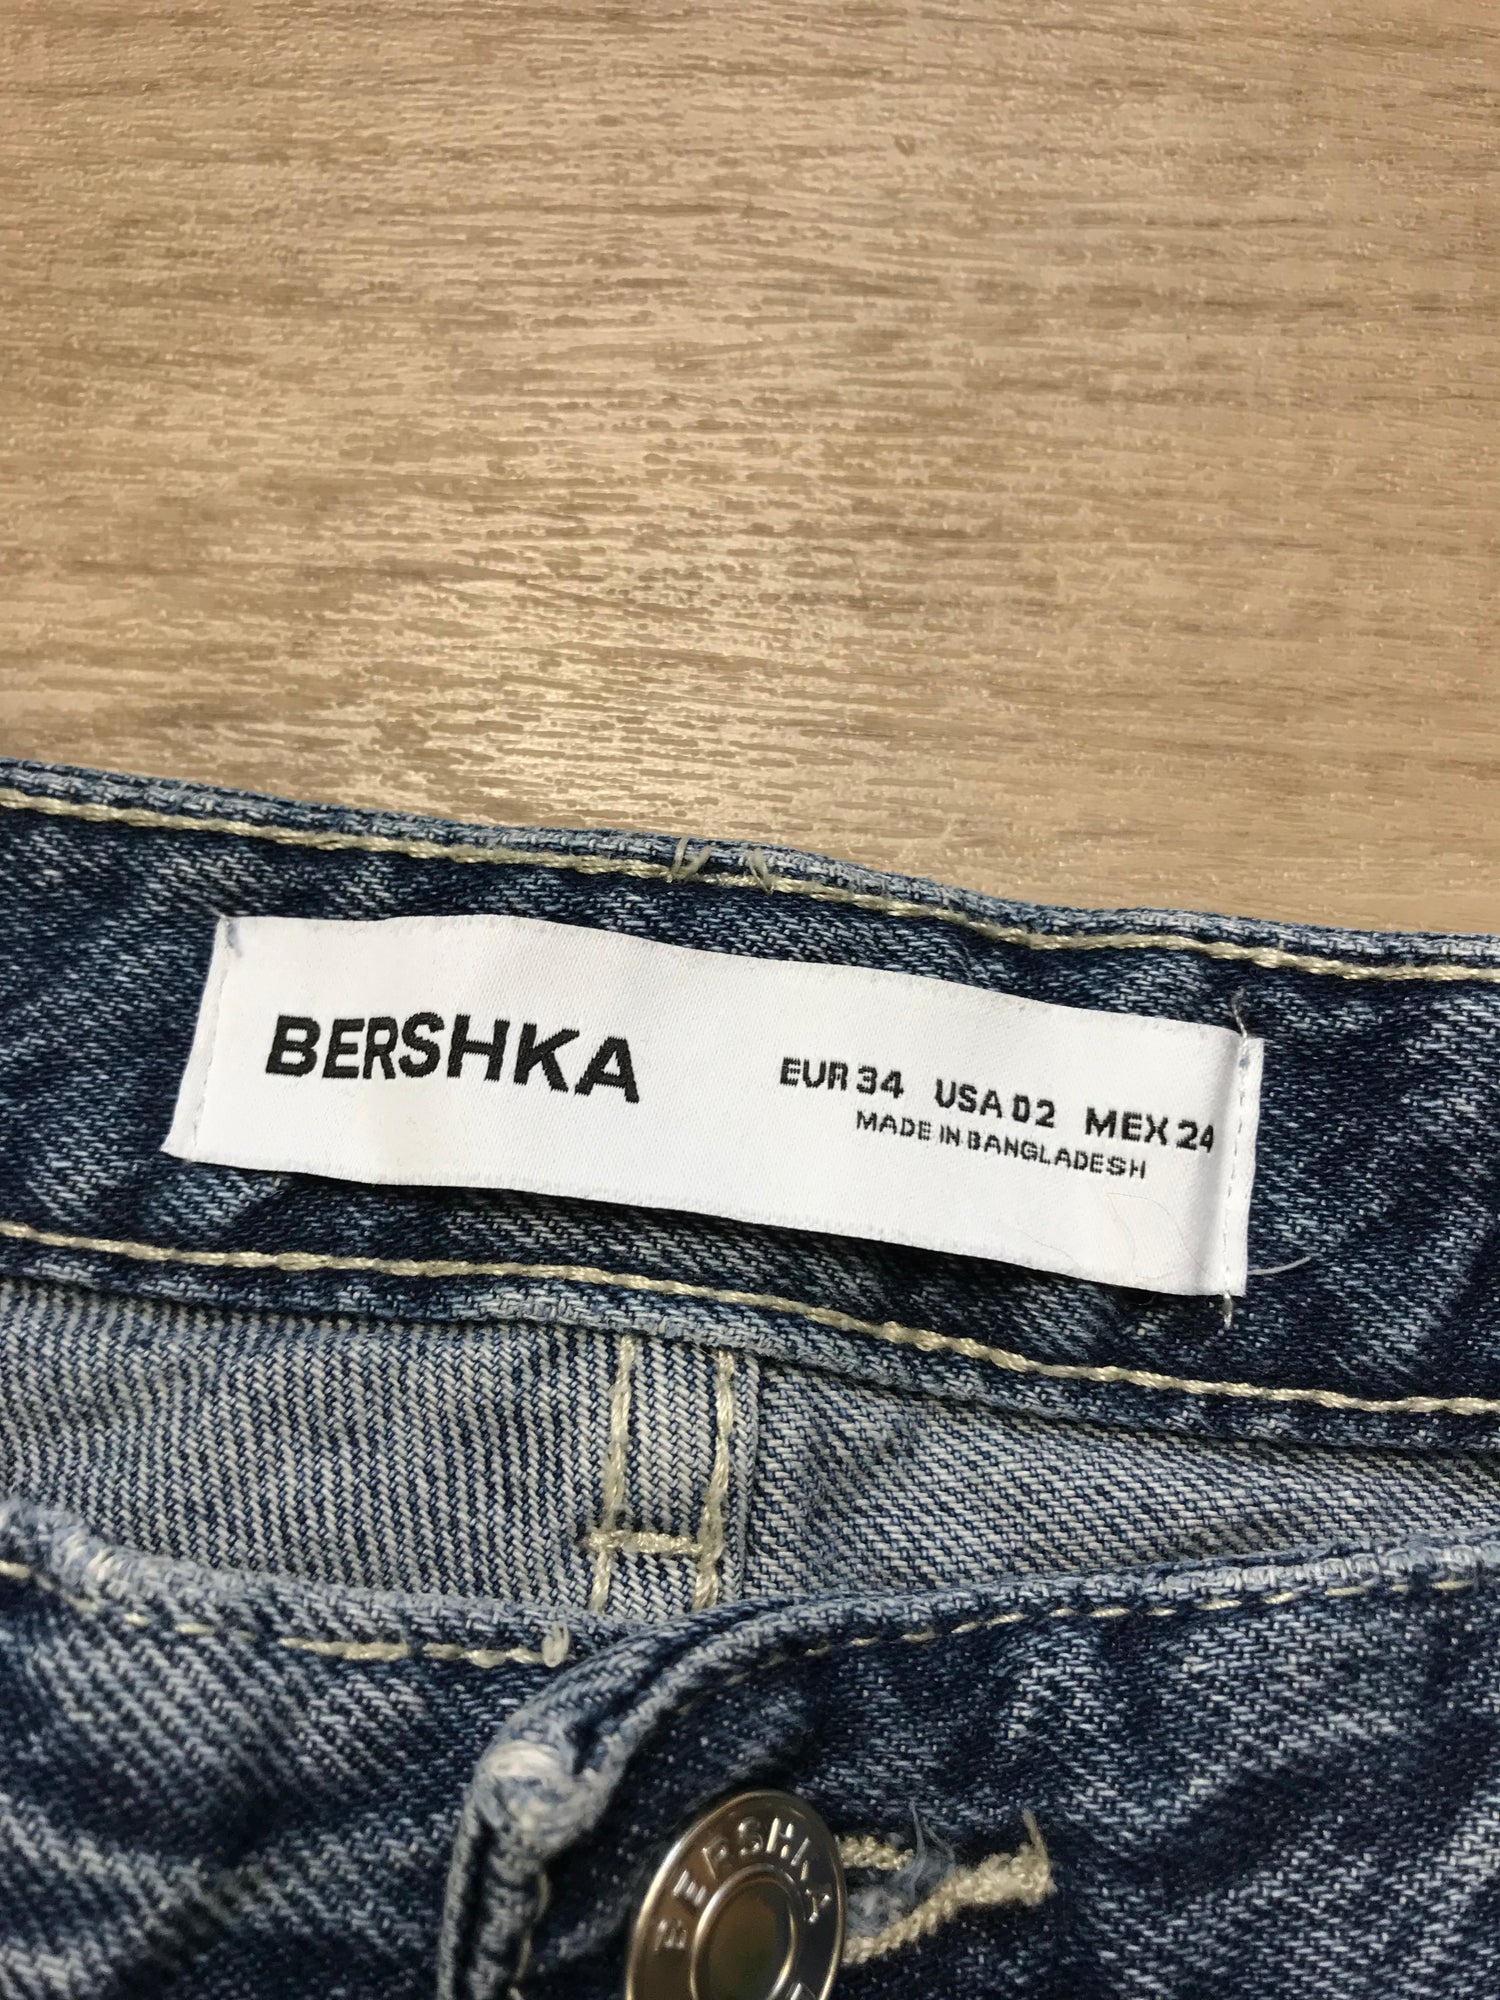 BERSHKA
EUR 34 USA 02 MEX 24
MADE IN BANGLADESH
BERSHKA